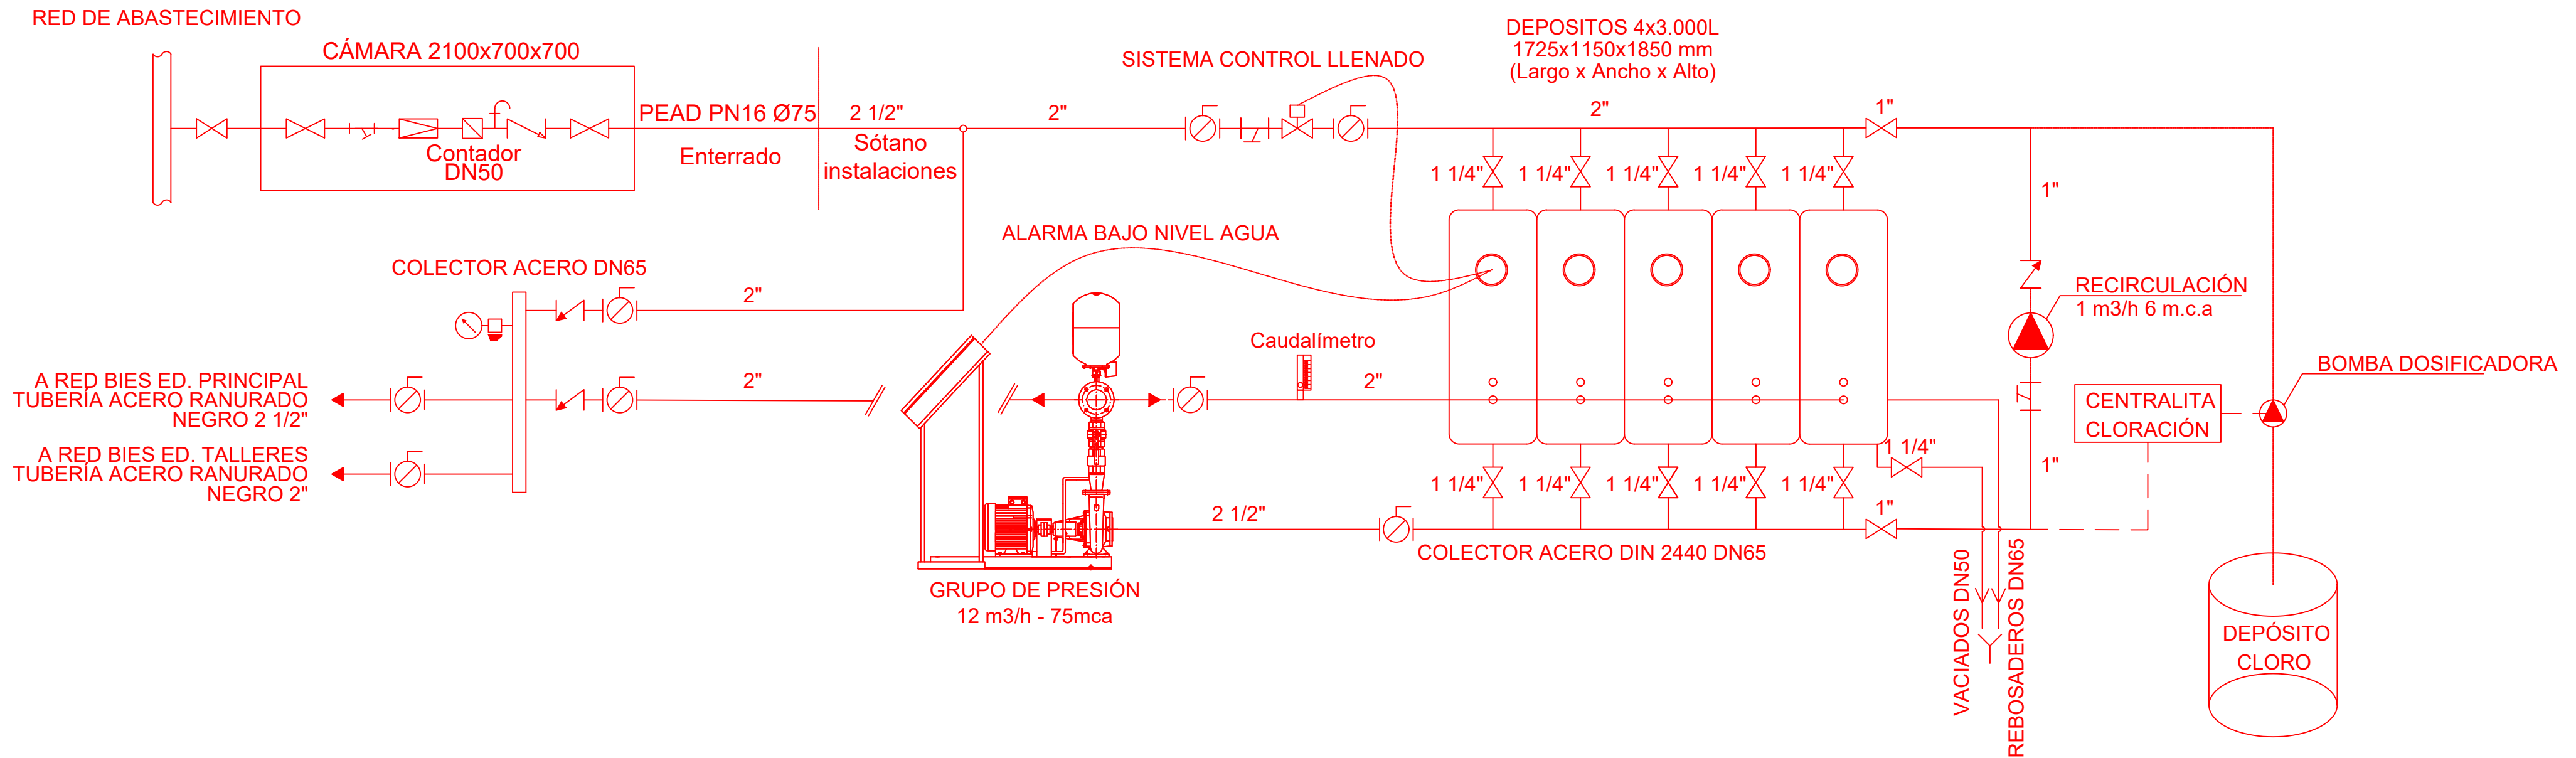 RED DE ABASTECIMIENTO
CÁMARA 2100x700x700
Contador
DN50
PEAD PN16 Ø75
Enterrado
2 1/2"
Sótano
instalaciones
2"
SISTEMA CONTROL LLENADO
DEPOSITOS 4x3.000L
1725x1150x1850 mm
(Largo x Ancho x Alto)
2"
1"
1 1/4"
1 1/4"
1 1/4"
1 1/4"
1 1/4"
1"
ALARMA BAJO NIVEL AGUA
COLECTOR ACERO DN65
2"
RECIRCULACIÓN
1 m3/h 6 m.c.a
Caudalímetro
2"
2"
A RED BIES ED. PRINCIPAL
TUBERÍA ACERO RANURADO
NEGRO 2 1/2"
BOMBA DOSIFICADORA
CENTRALITA
CLORACIÓN
A RED BIES ED. TALLERES
TUBERÍA ACERO RANURADO
NEGRO 2"
1 1/4"
1"
1 1/4"
1 1/4"
1 1/4"
1 1/4"
1 1/4"
2 1/2"
1"
COLECTOR ACERO DIN 2440 DN65
GRUPO DE PRESIÓN
12 m3/h - 75mca
VACIADOS DN50
REBOSADEROS DN65
DEPÓSITO
CLORO